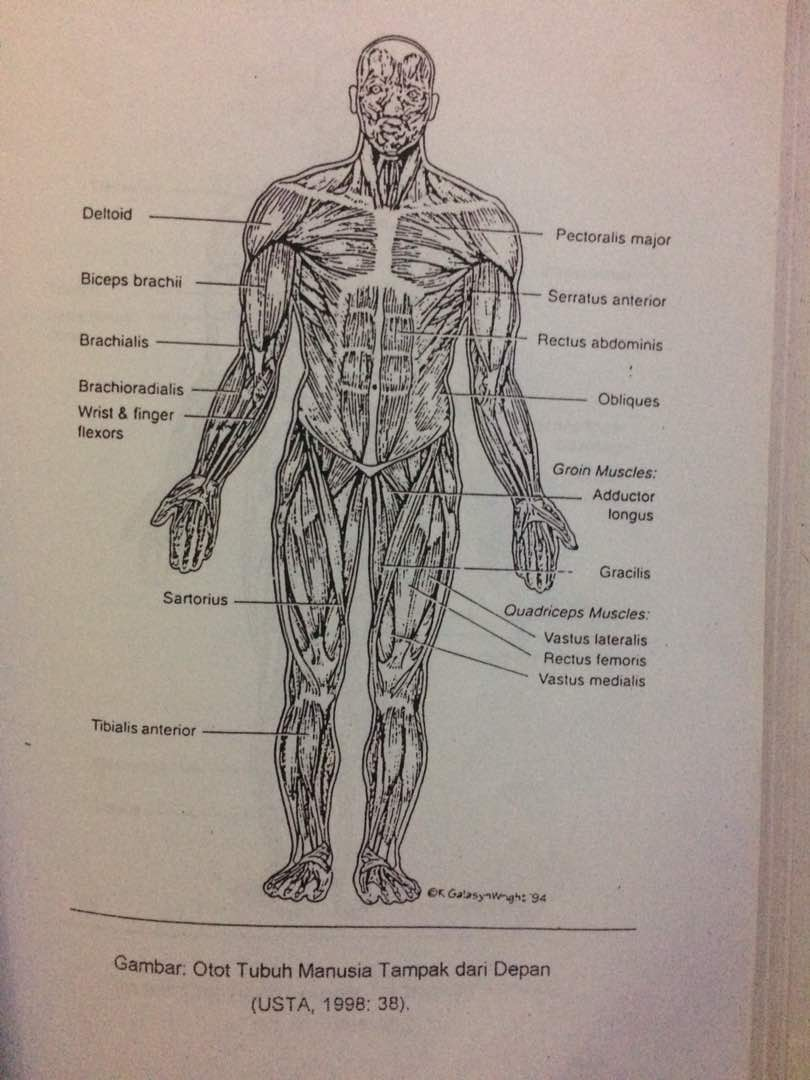 Deltoid
Pectoralis major
Biceps brachii
Serratus anterior
Brachialis
Rectus abdominis
Brachioradialis
Obliques
Wrist & finger
flexors
Groin Muscles:
Adductor
longus
Gracilis
Sartorius
Quadriceps Muscles:
Vastus lateralis
Rectus femoris
Vastus medialis
Tibialis anterior
©K. '94
Gambar: Otot Tubuh Manusia Tampak dari Depan
(USTA, 1998: 38).